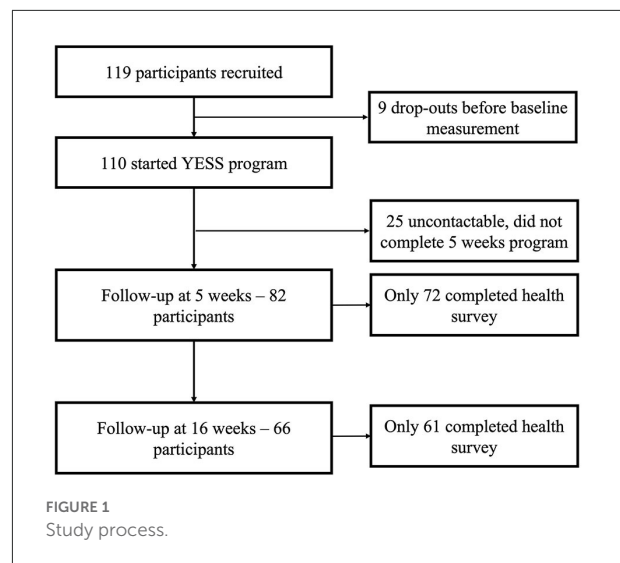 119 participants recruited
9 drop-outs before baseline
measurement
110 started YESS program
25 uncontactable, did not
complete 5 weeks program
Follow-up at 5 weeks – 82
participants
Only 72 completed health
survey
Follow-up at 16 weeks – 66
participants
Only 61 completed health
survey
FIGURE 1
Study process.